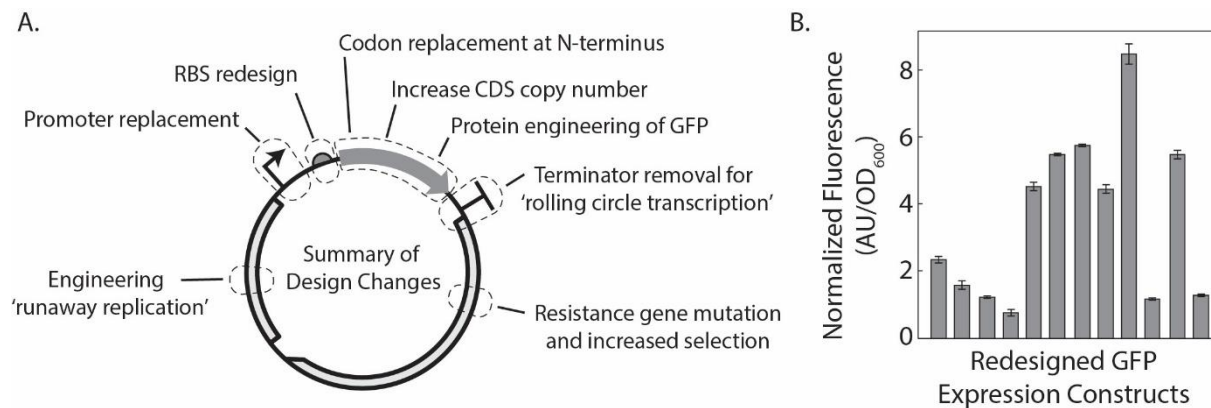 A.
Codon replacement at N-terminus
RBS redesign
Increase CDS copy number
Promoter replacement
Protein engineering of GFP
Terminator removal for
'rolling circle transcription'
Summary of
Design Changes
Engineering
'runaway replication'
Resistance gene mutation
and increased selection
B.
Normalized Fluorescence
(AU/OD600)
8
6
4
2
0
Redesigned GFP
Expression Constructs